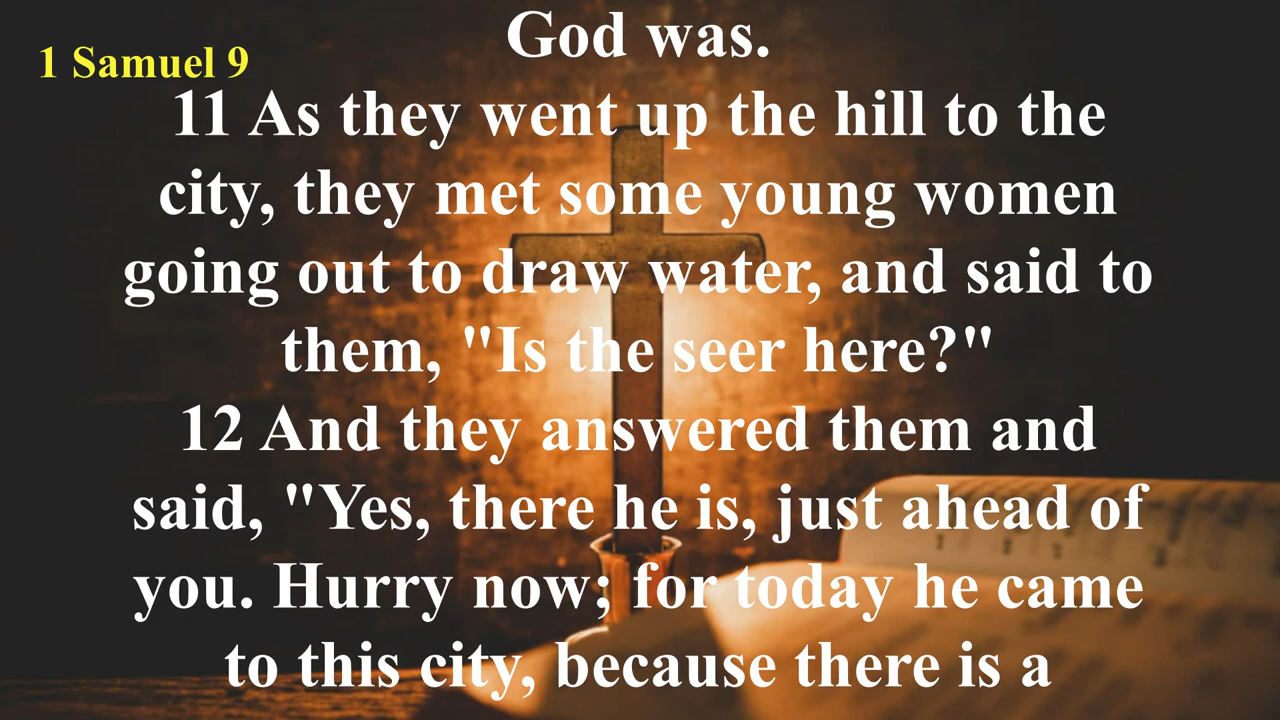 God was.
1 Samuel 9
11 As they went up the hill to the
city, they met some young women
going out to draw water, and said to
them, "Is the seer here?"
12 And they answered them and
said, "Yes, there he is, just ahead of
you. Hurry now; for today he came
to this city, because there is a